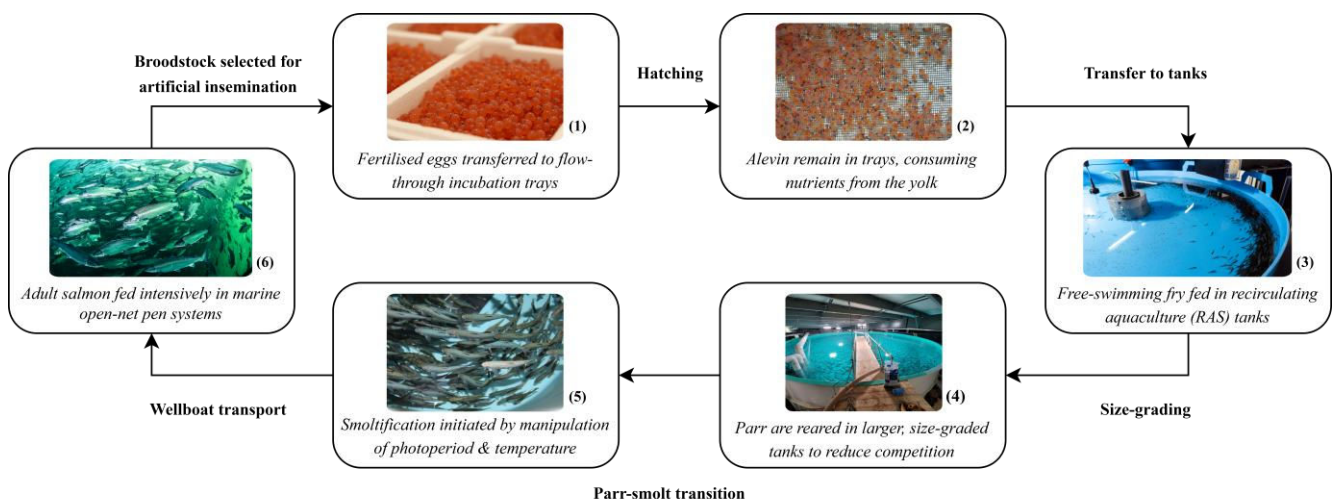 Broodstock selected for
artificial insemination
(1)
Fertilised eggs transferred to flow-
through incubation trays
Hatching
(2)
Alevin remain in trays, consuming
nutrients from the yolk
Transfer to tanks
(3)
Free-swimming fry fed in recirculating
aquaculture (RAS) tanks
Size-grading
(4)
Parr are reared in larger, size-graded
tanks to reduce competition
Parr-smolt transition
(5)
Smoltification initiated by manipulation
of photoperiod & temperature
Wellboat transport
(6)
Adult salmon fed intensively in marine
open-net pen systems